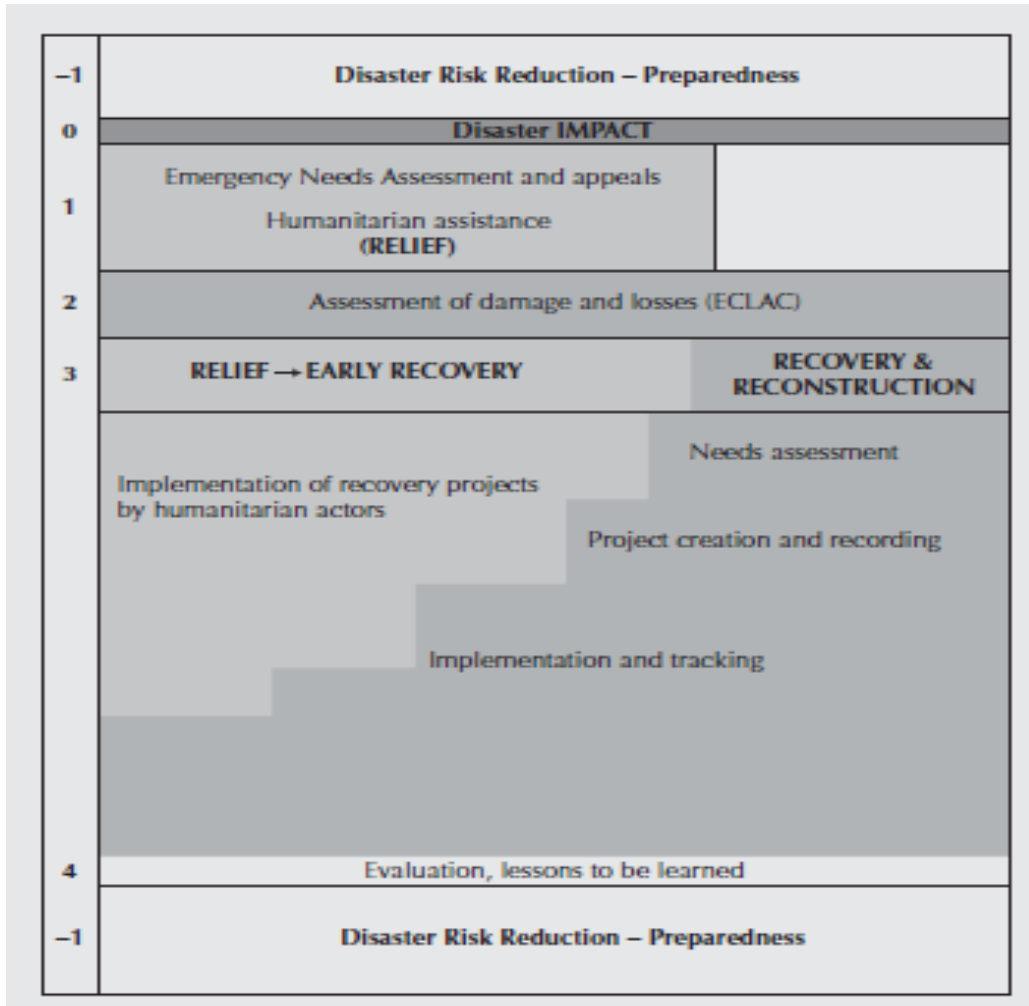 –1
Disaster Risk Reduction – Preparedness
0
Disaster IMPACT
1
Emergency Needs Assessment and appeals
Humanitarian assistance
(RELIEF)
2
Assessment of damage and losses (ECLAC)
3
RELIEF → EARLY RECOVERY
RECOVERY &
RECONSTRUCTION
Needs assessment
Implementation of recovery projects
by humanitarian actors
Project creation and recording
Implementation and tracking
4
Evaluation, lessons to be learned
–1
Disaster Risk Reduction – Preparedness